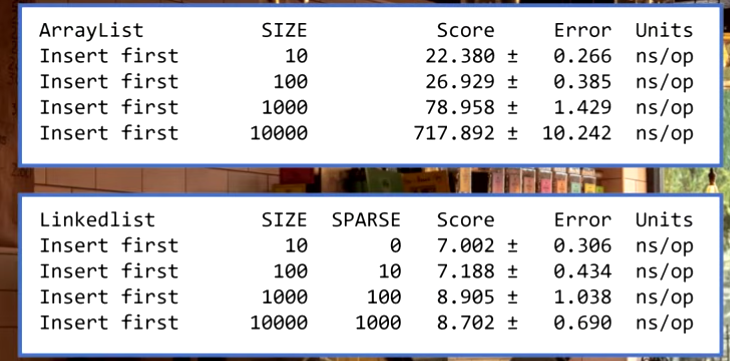 ArrayList SIZE Score Error Units
Insert first 10 22.380 ± 0.266 ns/op
Insert first 100 26.929 ± 0.385 ns/op
Insert first 1000 78.958 ± 1.429 ns/op
Insert first 10000 717.892 ± 10.242 ns/op
Linkedlist SIZE SPARSE Score Error Units
Insert first 10 0 7.002 ± 0.306 ns/op
Insert first 100 10 7.188 ± 0.434 ns/op
Insert first 1000 100 8.905 ± 1.038 ns/op
Insert first 10000 1000 8.702 ± 0.690 ns/op